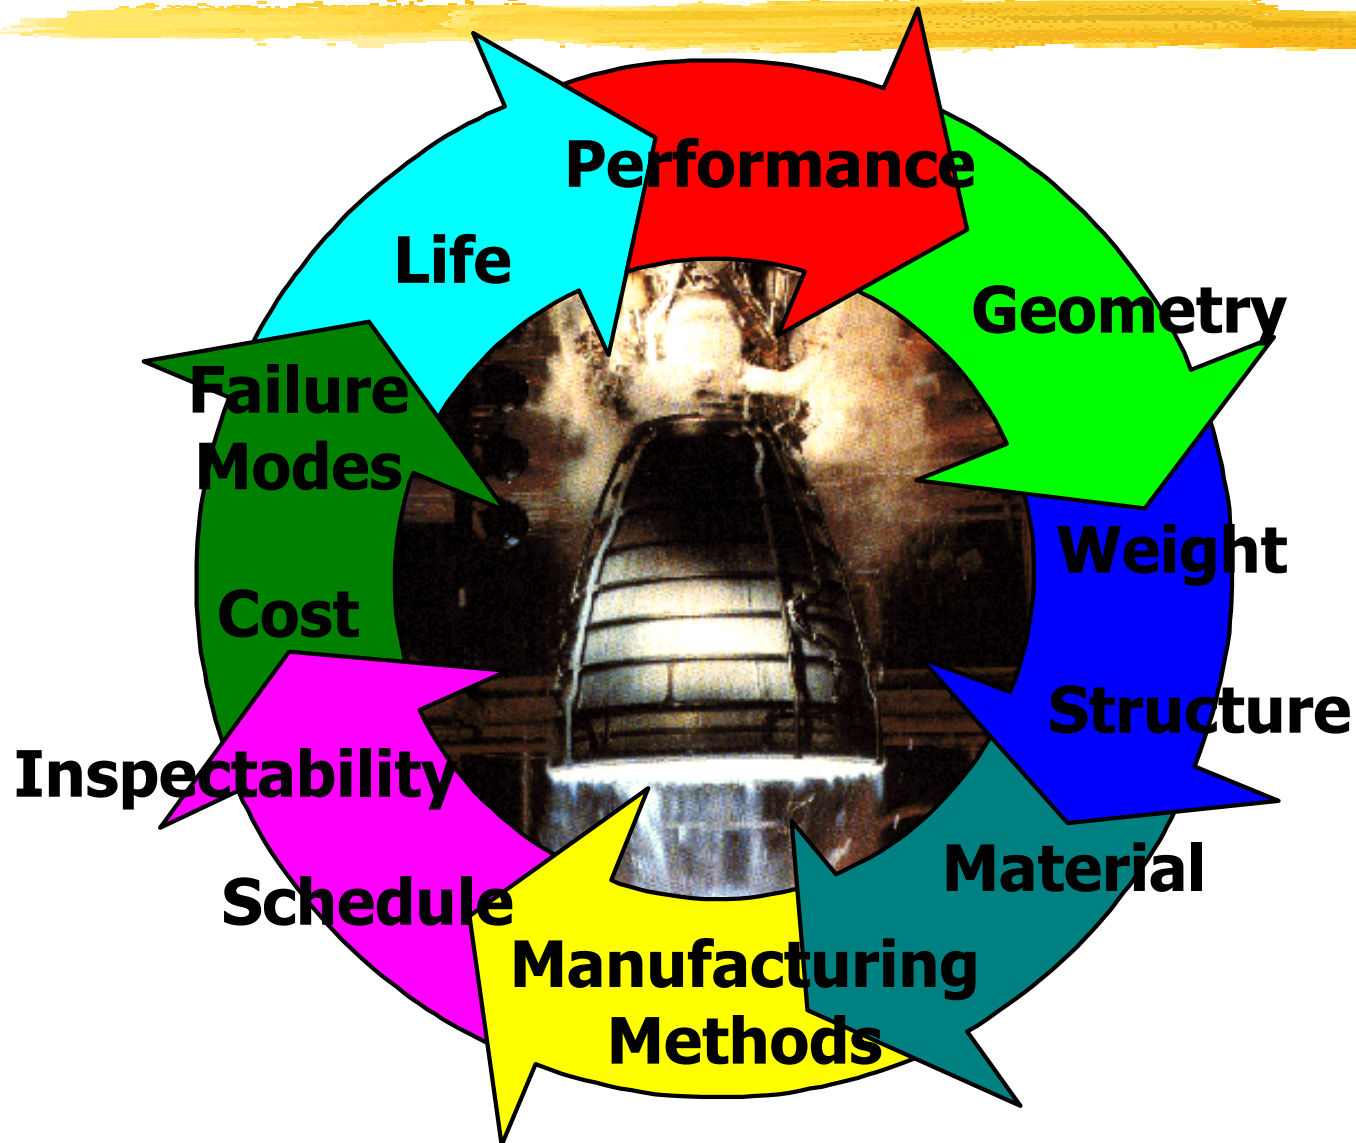 Performance
Life
Geometry
Failure
Modes
Weight
Cost
Structure
Inspectability
Material
Schedule
Manufacturing
Methods